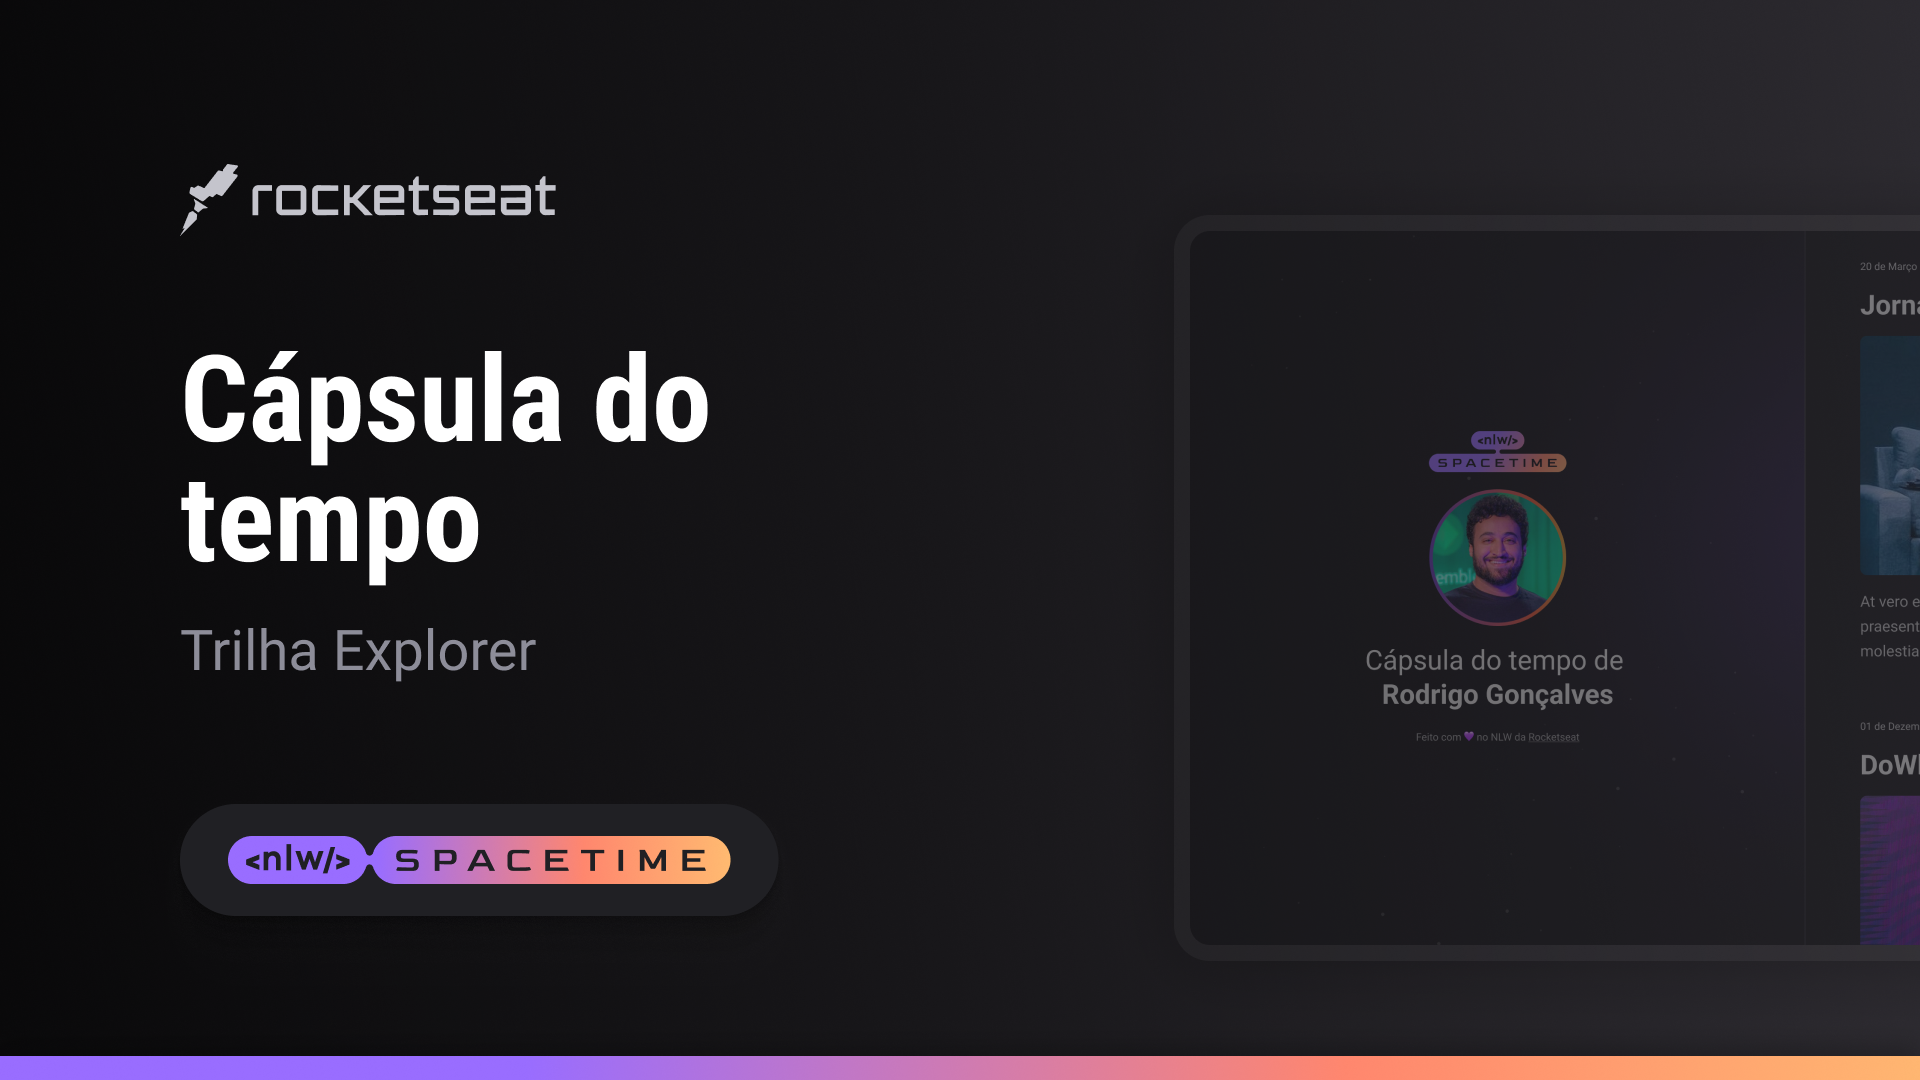 rocketseat
Cápsula do
tempo
Trilha Explorer
<nlw/> SPACETIME
<nlw/>
SPACETIME
Cápsula do tempo de
Rodrigo Gonçalves
Feito com 💜 no NLW da Rocketseat
20 de Março
Jorna
At vero e
praesent
molestia
01 de Dezem